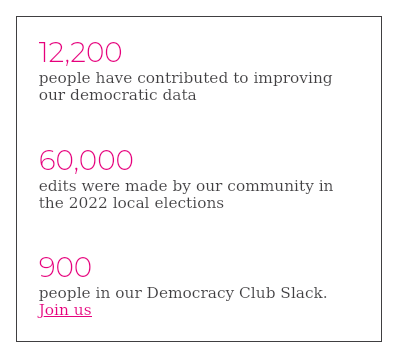 12,200
people have contributed to improving
our democratic data
60,000
edits were made by our community in
the 2022 local elections
900
people in our Democracy Club Slack.
Join us